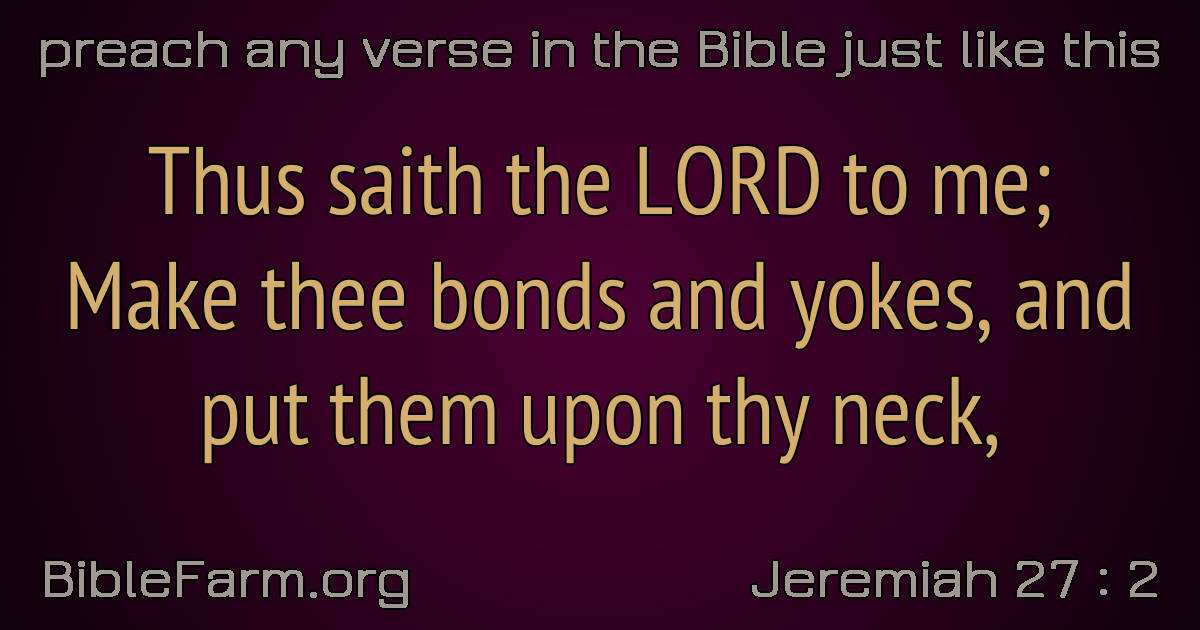 preach any verse in the Bible just like this
Thus saith the LORD to me;
Make thee bonds and yokes, and
put them upon thy neck,
BibleFarm.org
Jeremiah 27 : 2